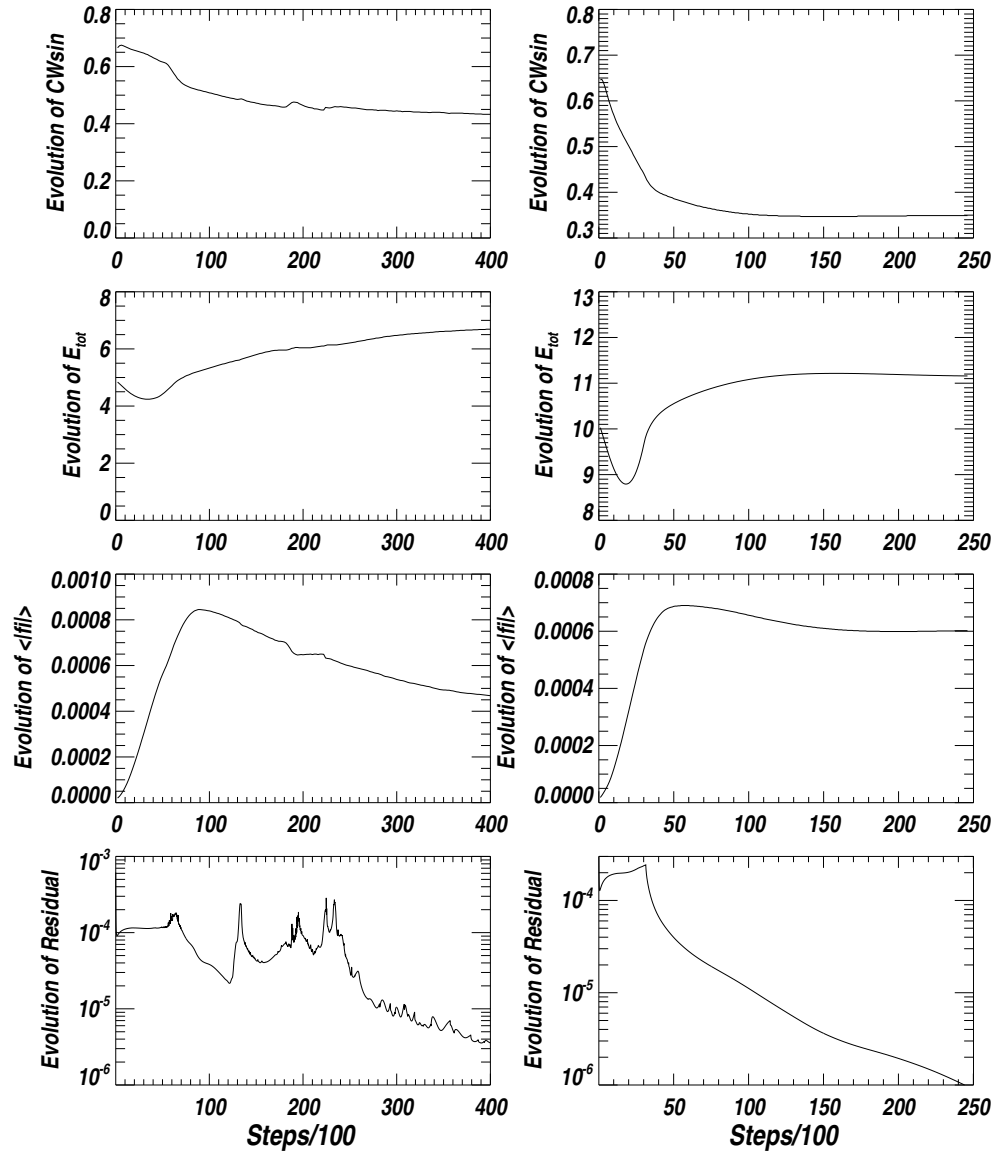 Evolution of CWsin
0.8
0.6
0.4
0.2
0.0
0 100 200 300 400
Evolution of CWsin
0.8
0.7
0.6
0.5
0.4
0.3
0 50 100 150 200 250
Evolution of E_tot
8
6
4
2
0
0 100 200 300 400
Evolution of E_tot
13
12
11
10
9
8
0 50 100 150 200 250
Evolution of <|fi|>
0.0010
0.0008
0.0006
0.0004
0.0002
0.0000
0 100 200 300 400
Evolution of <|fi|>
0.0008
0.0006
0.0004
0.0002
0.0000
0 50 100 150 200 250
Evolution of Residual
10^-3
10^-4
10^-5
10^-6
100 200 300 400
Steps/100
Evolution of Residual
10^-4
10^-5
10^-6
50 100 150 200 250
Steps/100